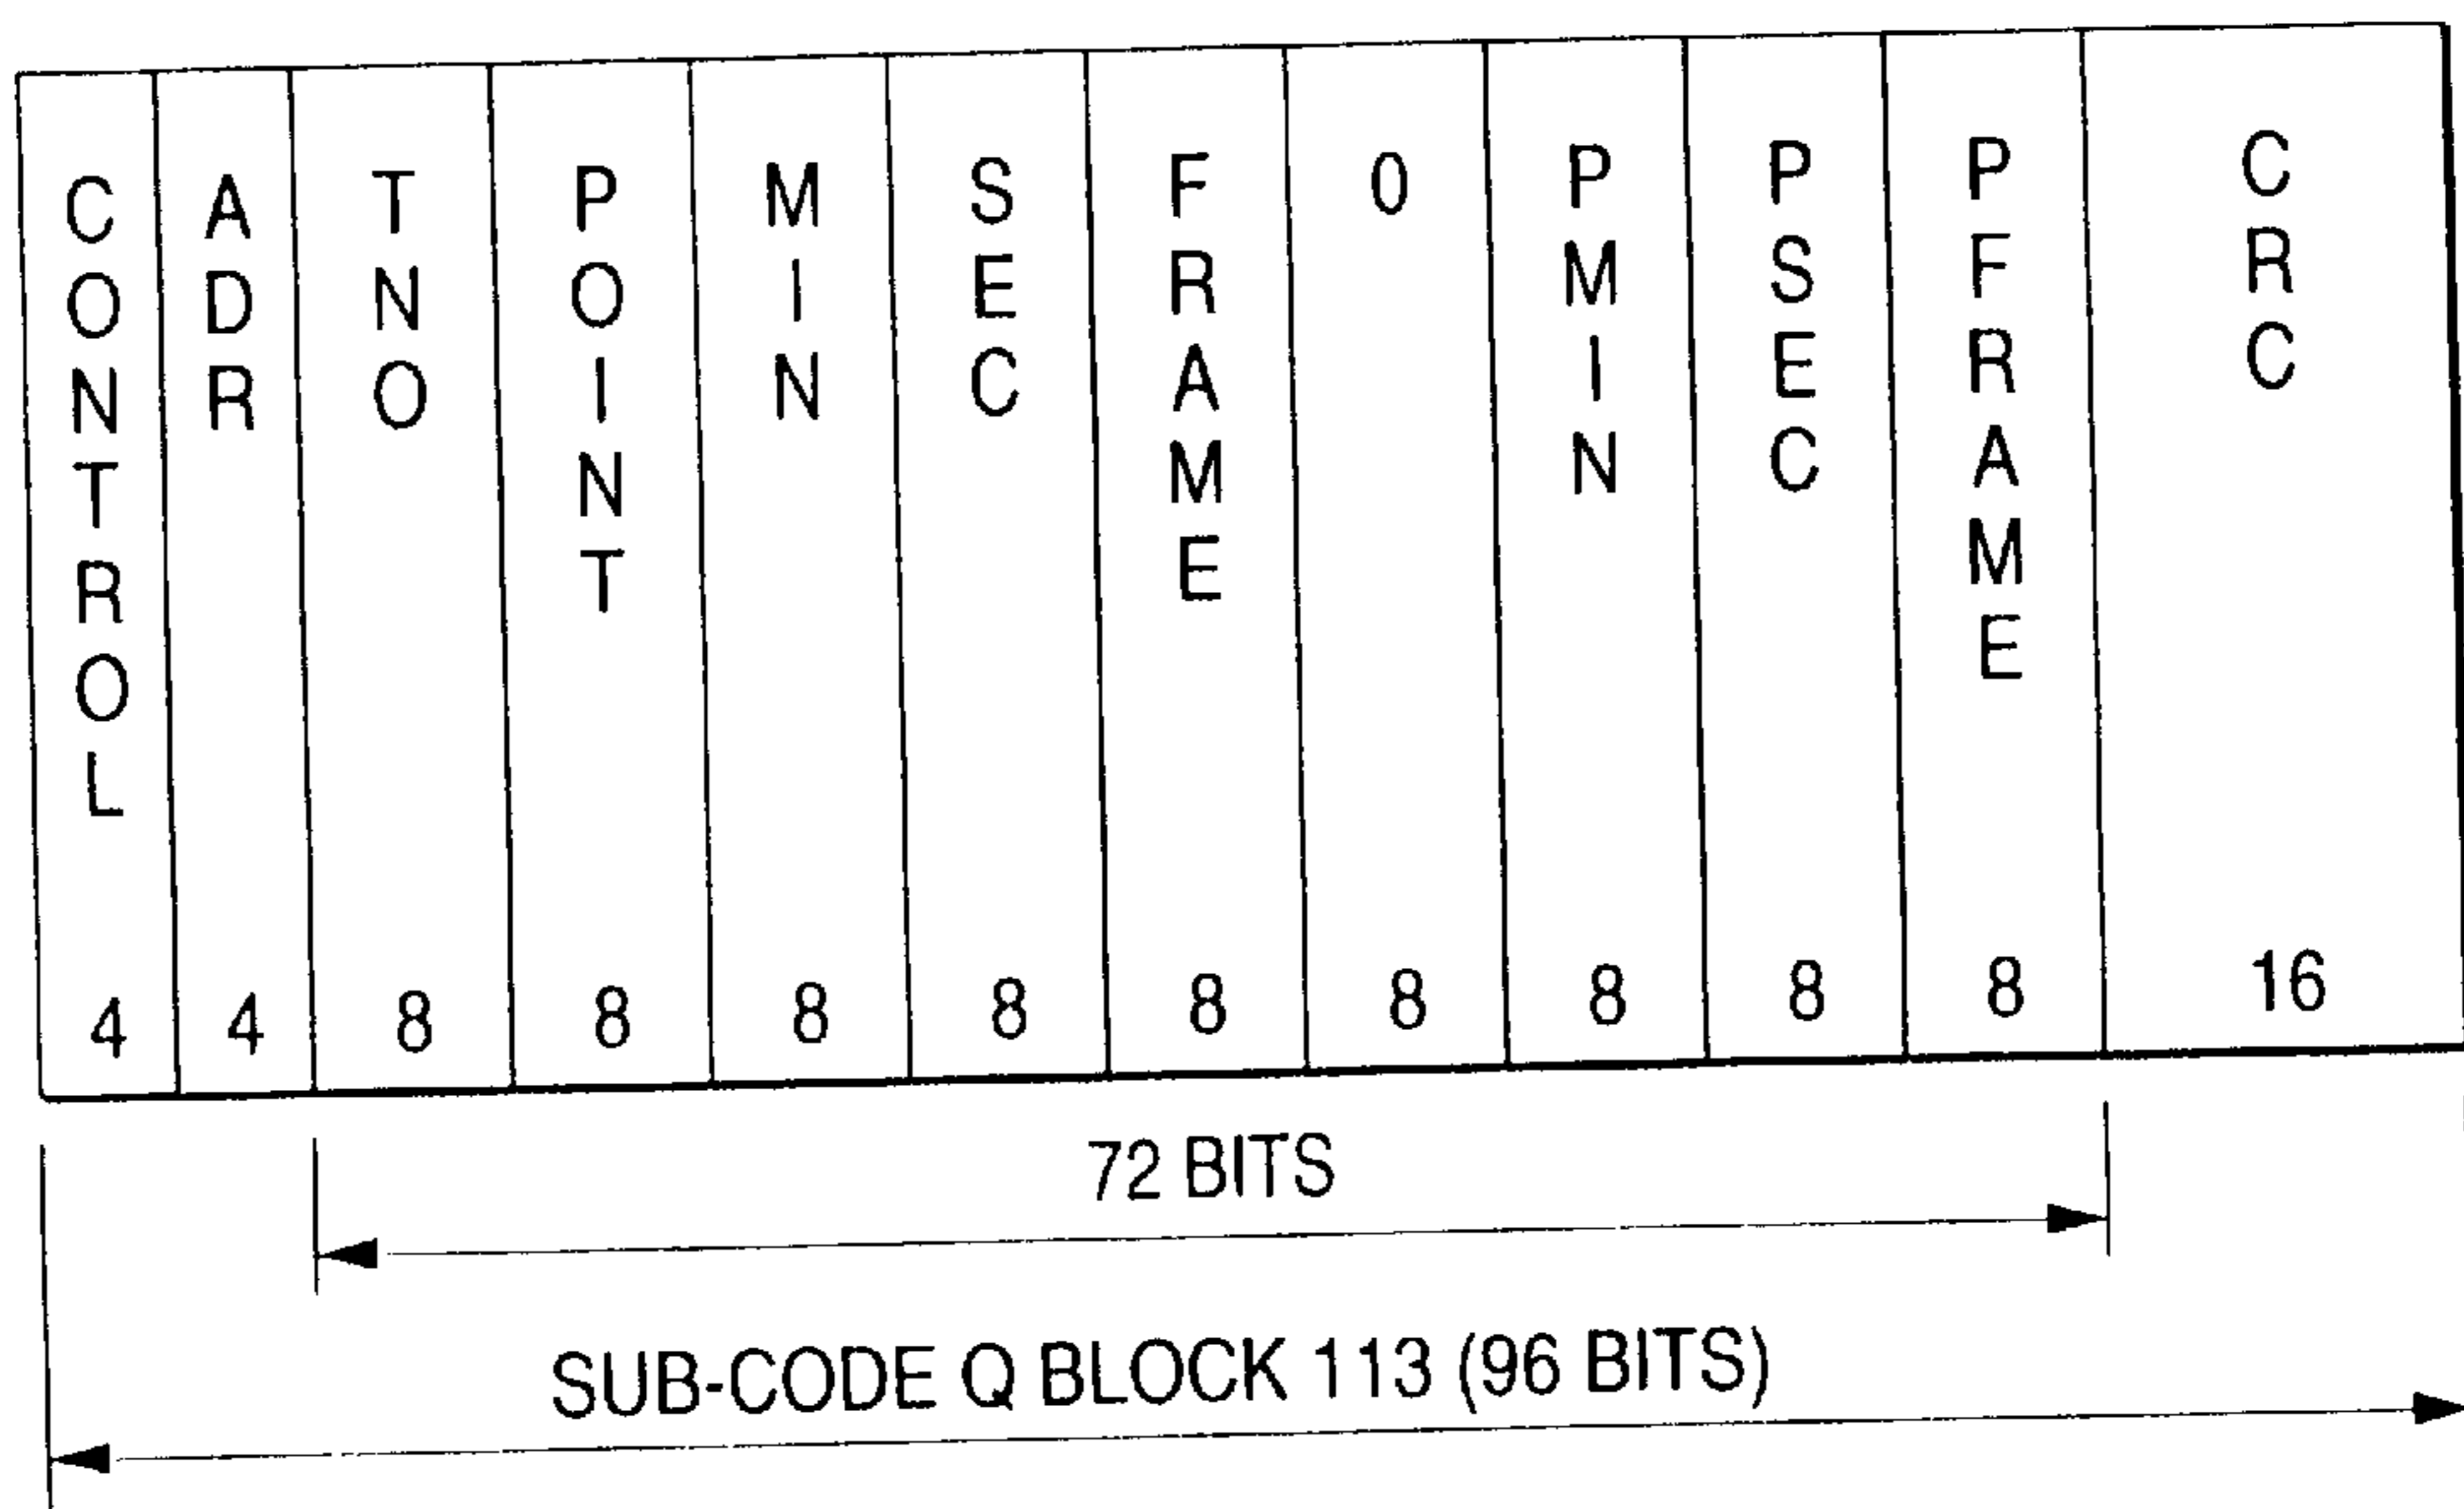 CONTROL
ADR
TNO
POINT
MIN
SEC
FRAME
0
PMIN
PSEC
PFRAME
CRC
4 4 8 8 8 8 8 8 8 8 8 16
72 BITS
SUB-CODE Q BLOCK 113 (96 BITS)